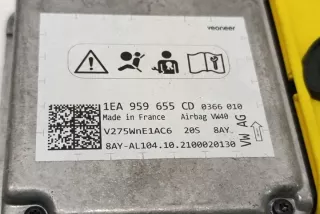 veoneer
1EA 959 655 CD 0366 010
Made in France Airbag VW40
V275WnE1AC6 20S 8AY.
8AY-AL104.10.2100020130
VW AG